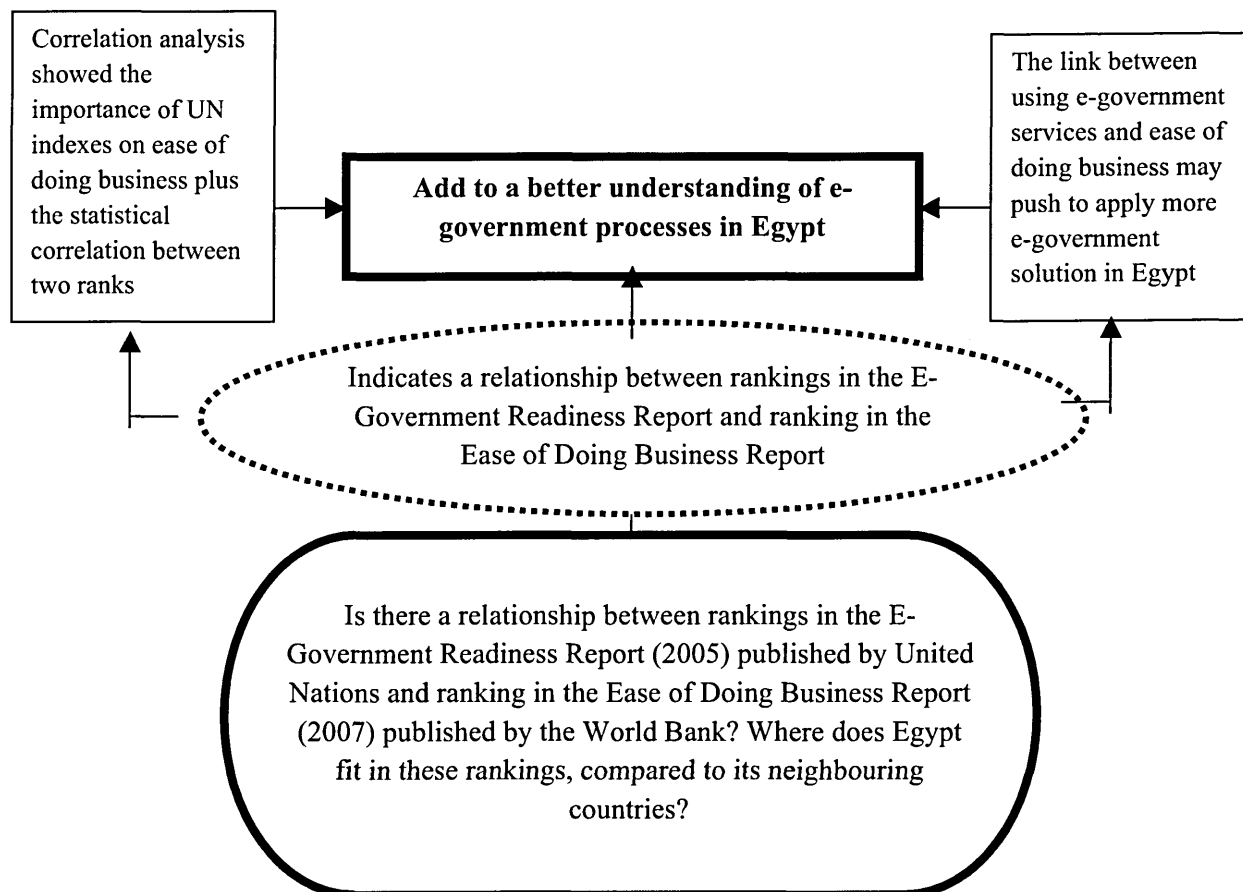 Correlation analysis
showed the
importance of UN
indexes on ease of
doing business plus
the statistical
correlation between
two ranks
Add to a better understanding of e-
government processes in Egypt
The link between
using e-government
services and ease of
doing business may
push to apply more
e-government
solution in Egypt
Indicates a relationship between rankings in the E-
Government Readiness Report and ranking in the
Ease of Doing Business Report
Is there a relationship between rankings in the E-
Government Readiness Report (2005) published by United
Nations and ranking in the Ease of Doing Business Report
(2007) published by the World Bank? Where does Egypt
fit in these rankings, compared to its neighbouring
countries?